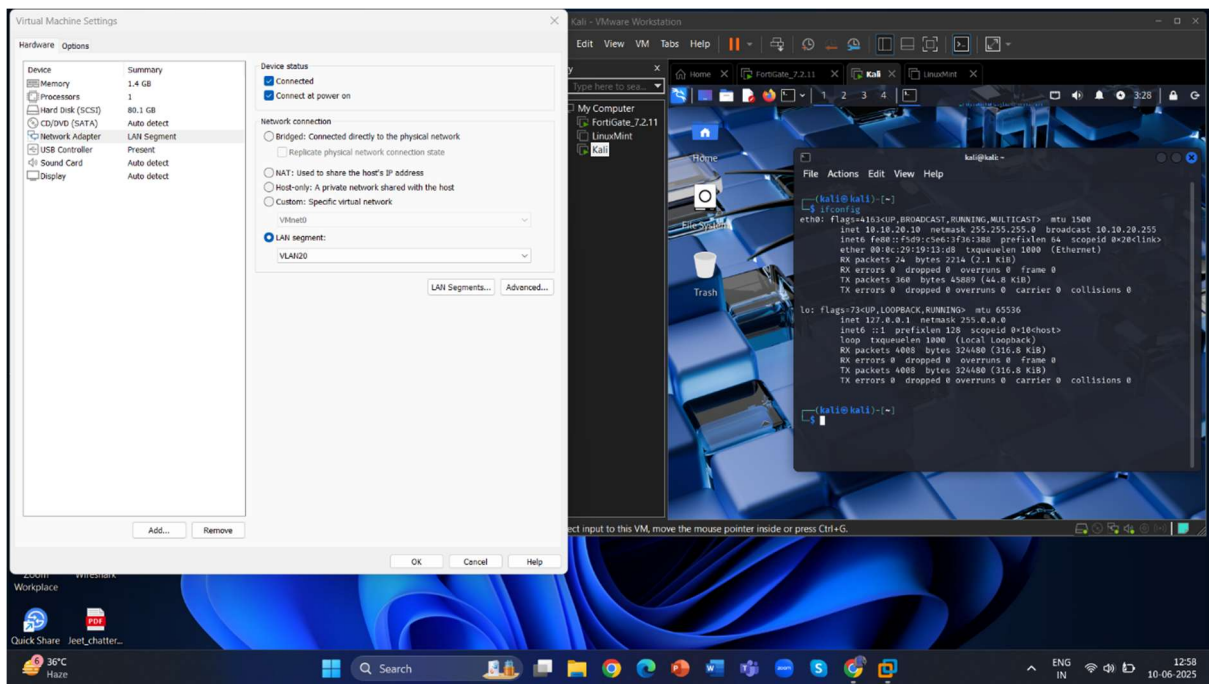 Virtual Machine Settings
Hardware Options
Device Summary
Memory 1.4 GB
Processors 1
Hard Disk (SCSI) 80.1 GB
CD/DVD (SATA) Auto detect
Network Adapter LAN Segment
USB Controller Present
Sound Card Auto detect
Display Auto detect
Add... Remove
Device status
Connected
Connect at power on
Network connection
Bridged: Connected directly to the physical network
Replicate physical network connection state
NAT: Used to share the host's IP address
Host-only: A private network shared with the host
Custom: Specific virtual network
VMnet0
LAN segment:
VLAN20
LAN Segments... Advanced...
OK Cancel Help
Kali - VMware Workstation
Edit View VM Tabs Help
y
Type here to sea...
My Computer
FortiGate_7.2.11
LinuxMint
Kali
Home FortiGate_7.2.11 Kali LinuxMint
1 2 3 4 3:28
Home
File System
Trash
kali@kali: ~
File Actions Edit View Help
(kali㉿kali)-[~]
$ ifconfig
eth0: flags=4163<UP,BROADCAST,RUNNING,MULTICAST> mtu 1500
inet 10.10.20.10 netmask 255.255.255.0 broadcast 10.10.20.255
inet6 fe80::f5d9:c5e6:3f36:388 prefixlen 64 scopeid 0×20<link>
ether 00:0c:29:19:13:d8 txqueuelen 1000 (Ethernet)
RX packets 24 bytes 2214 (2.1 KiB)
RX errors 0 dropped 0 overruns 0 frame 0
TX packets 360 bytes 45889 (44.8 KiB)
TX errors 0 dropped 0 overruns 0 carrier 0 collisions 0
lo: flags=73<UP,LOOPBACK,RUNNING> mtu 65536
inet 127.0.0.1 netmask 255.0.0.0
inet6 ::1 prefixlen 128 scopeid 0×10<host>
loop txqueuelen 1000 (Local Loopback)
RX packets 4008 bytes 324480 (316.8 KiB)
RX errors 0 dropped 0 overruns 0 frame 0
TX packets 4008 bytes 324480 (316.8 KiB)
TX errors 0 dropped 0 overruns 0 carrier 0 collisions 0
(kali㉿kali)-[~]
$
ect input to this VM, move the mouse pointer inside or press Ctrl+G.
Zoom Workplace
Wireshark
Quick Share Jeet_chatter...
PDF
6
36°C
Haze
Search
zoom
ENG
IN
12:58
10-06-2025